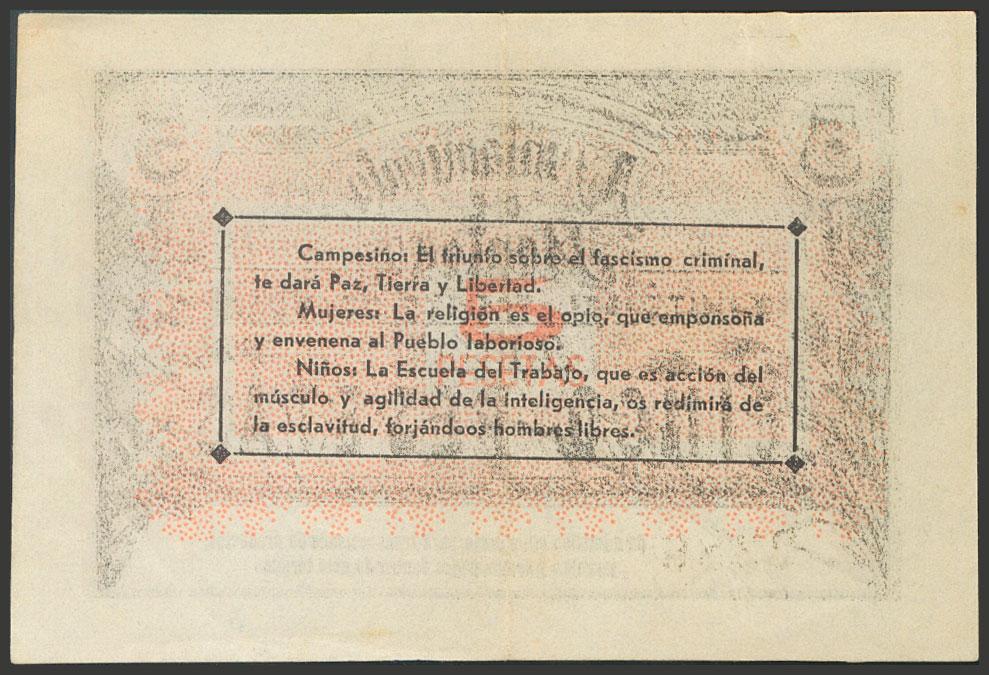 Campesino: El triunfo sobre el fascismo criminal,
te dará Paz, Tierra y Libertad.
Mujeres: La religión es el opio, que emponsoña
y envenena al Pueblo laborioso.
Niños: La Escuela del Trabajo, que es acción del
músculo y agilidad de la inteligencia, os redimirá de
la esclavitud, forjándoos hombres libres.
5
PESETAS